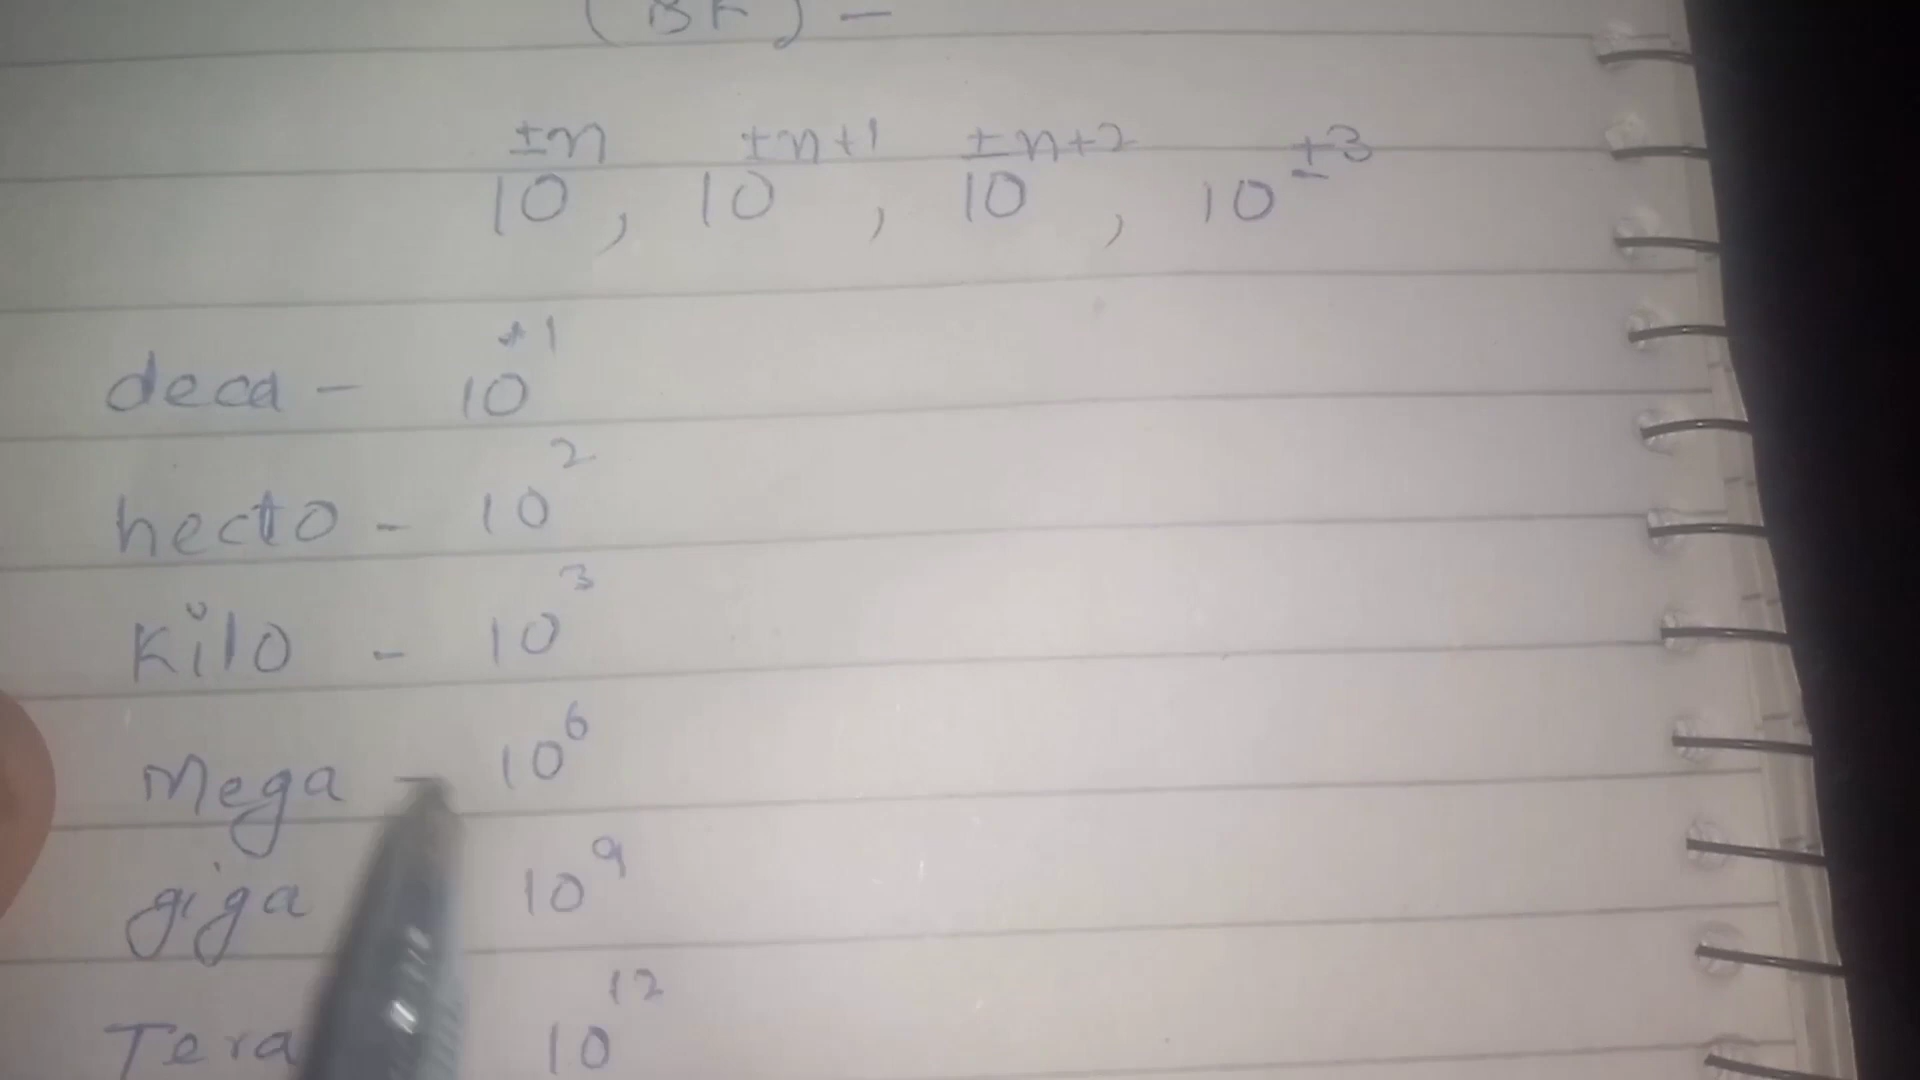 (BF) -
10^±n, 10^±n+1, 10^±n+2, 10^±3
deca - 10^+1
hecto - 10^2
Kilo - 10^3
Mega - 10^6
giga 10^9
Tera 10^12